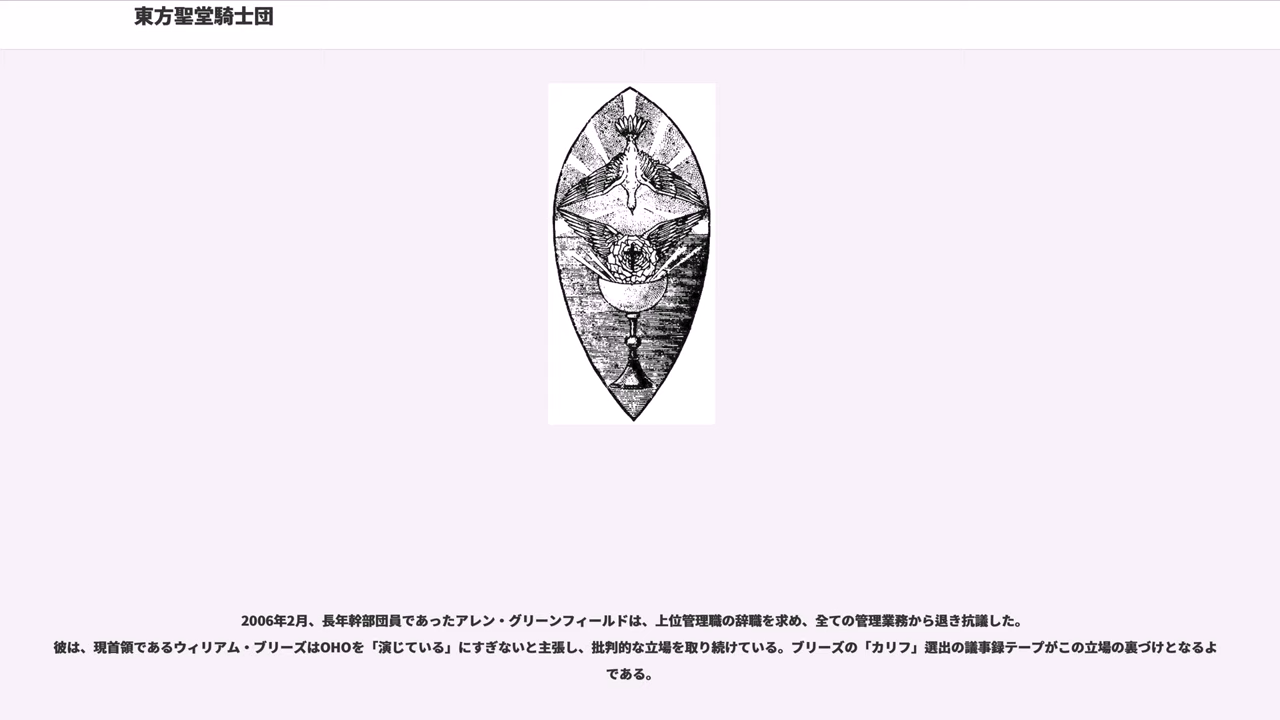 東方聖堂騎士団
2006年2月、長年幹部団員であったアレン・グリーンフィールドは、上位管理職の辞職を求め、全ての管理業務から退き抗議した。
彼は、現首領であるウィリアム・ブリーズはOHOを「演じている」にすぎないと主張し、批判的な立場を取り続けている。ブリーズの「カリフ」選出の議事録テープがこの立場の裏づけとなるよ
である。